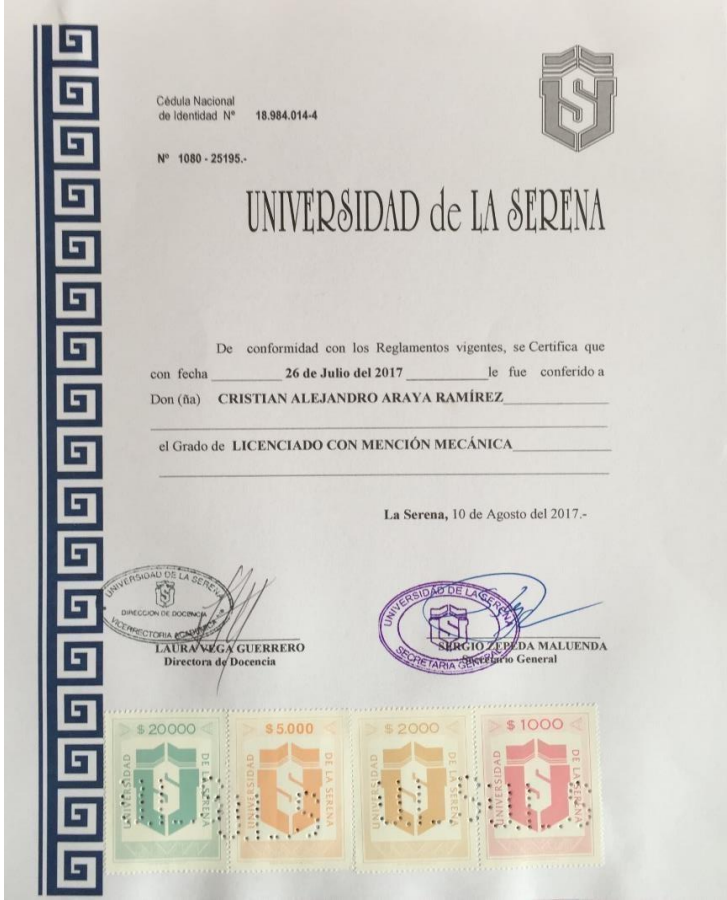 Cédula Nacional
de Identidad Nº 18.984.014-4
Nº 1080 - 25195.-
UNIVERSIDAD de LA SERENA
De conformidad con los Reglamentos vigentes, se Certifica que
con fecha 26 de Julio del 2017 le fue conferido a
Don (ña) CRISTIAN ALEJANDRO ARAYA RAMÍREZ
el Grado de LICENCIADO CON MENCIÓN MECÁNICA
La Serena, 10 de Agosto del 2017.-
UNIVERSIDAD DE LA SERENA
DIRECCION DE DOCENCIA
VICERRECTORIA ACADEMICA
LAURA VEGA GUERRERO
Directora de Docencia
UNIVERSIDAD DE LA SERENA
SECRETARIA GENERAL
SERGIO ZEPEDA MALUENDA
Secretario General
$ 20000
UNIVERSIDAD DE LA SERENA
$ 5.000
UNIVERSIDAD DE LA SERENA
$ 2000
UNIVERSIDAD DE LA SERENA
$ 1000
UNIVERSIDAD DE LA SERENA